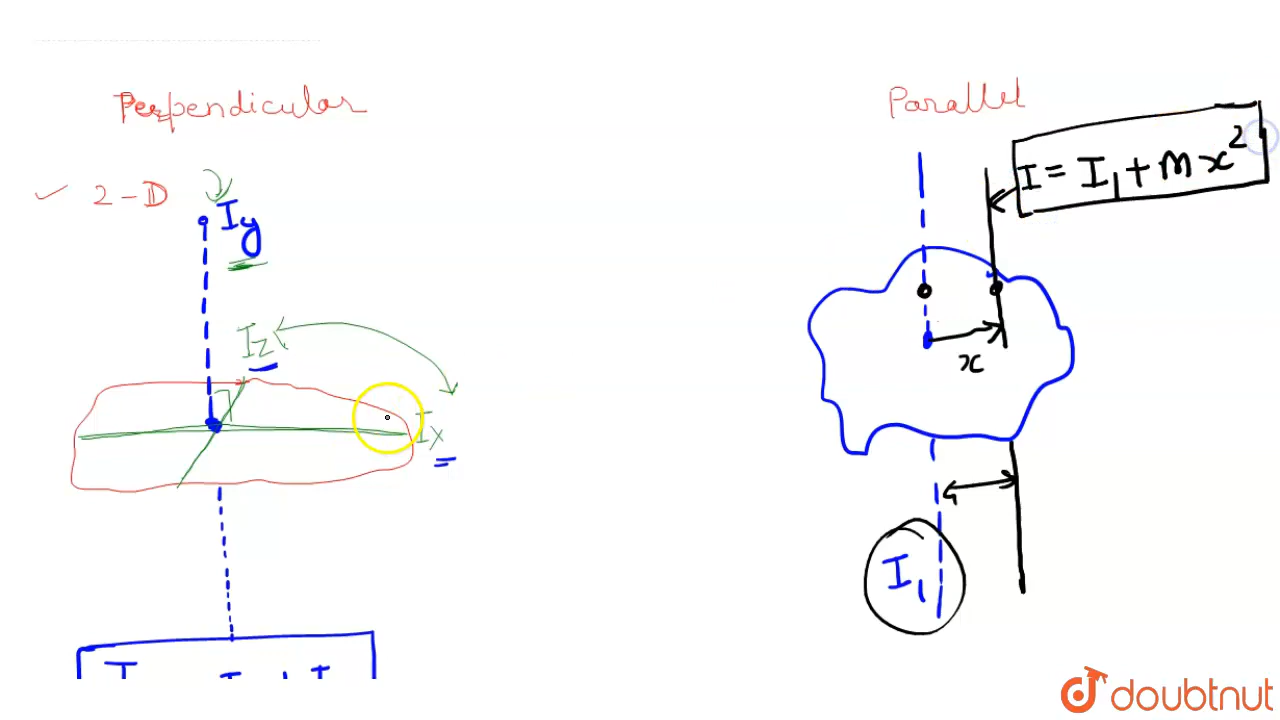 Perpendicular
2-D
Iy
Iz
Ix
Parallel
I = I₁ + mx²
x
I₁
doubtnut